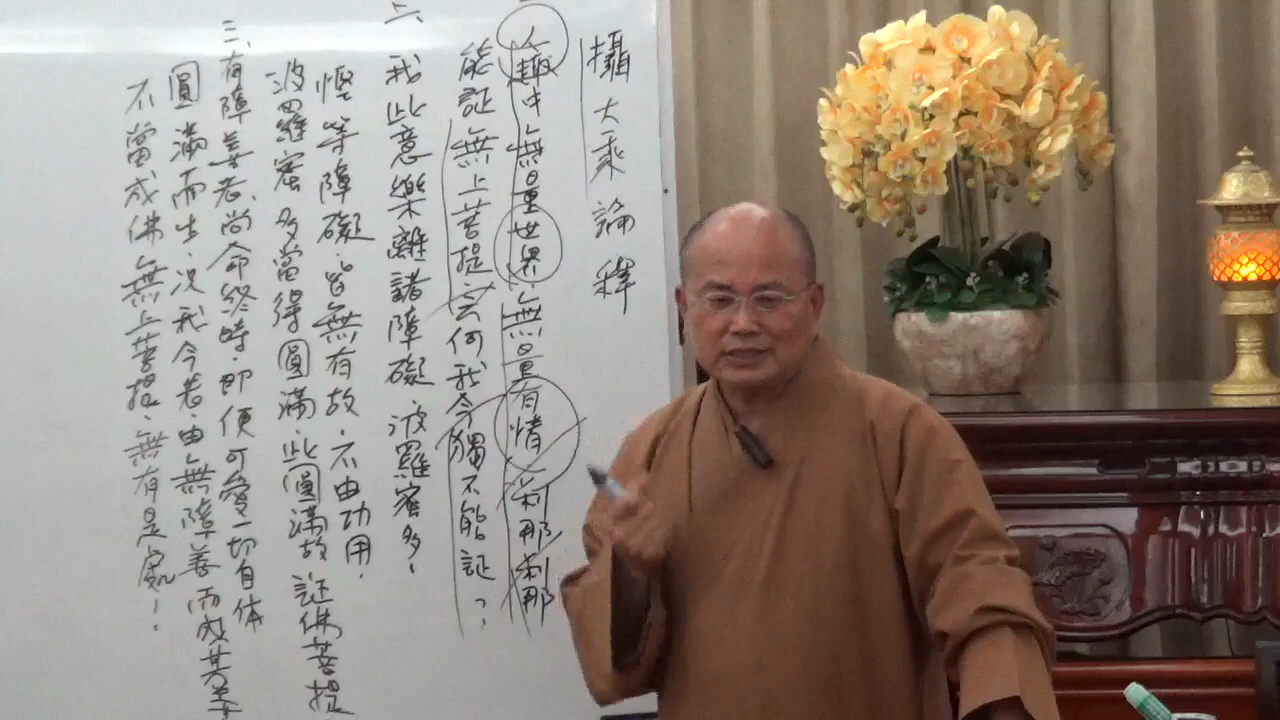 攝大乘論釋
人趣中無量世界、無量有情、剎那剎那
能証無上菩提、云何我今獨不能証？
二、我此意樂離諸障礙、波羅蜜多、
慳等障礙、皆無有故、不由功用、
波羅蜜多當得圓滿、此圓滿故証佛菩提
三、有障善者、尚命終時、即便可愛一切自体
圓滿而生、況我今者、由無障善而
不當成佛無上菩提、無有是處！